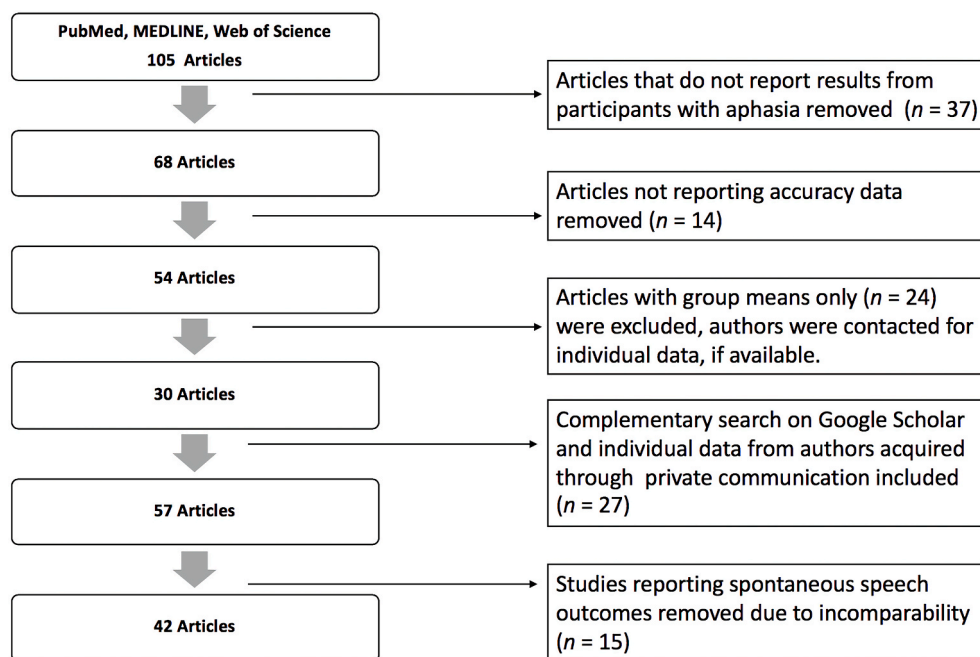 PubMed, MEDLINE, Web of Science
105 Articles
Articles that do not report results from
participants with aphasia removed (n = 37)
68 Articles
Articles not reporting accuracy data
removed (n = 14)
54 Articles
Articles with group means only (n = 24)
were excluded, authors were contacted for
individual data, if available.
30 Articles
Complementary search on Google Scholar
and individual data from authors acquired
through private communication included
(n = 27)
57 Articles
Studies reporting spontaneous speech
outcomes removed due to incomparability
(n = 15)
42 Articles